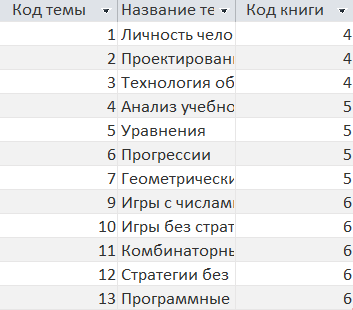 Код темы Название те Код книги
1 Личность чело 4
2 Проектирован 4
3 Технология об 4
4 Анализ учебно 5
5 Уравнения 5
6 Прогрессии 5
7 Геометрически 5
9 Игры с числами 6
10 Игры без страт 6
11 Комбинаторны 6
12 Стратегии без 6
13 Программные 6